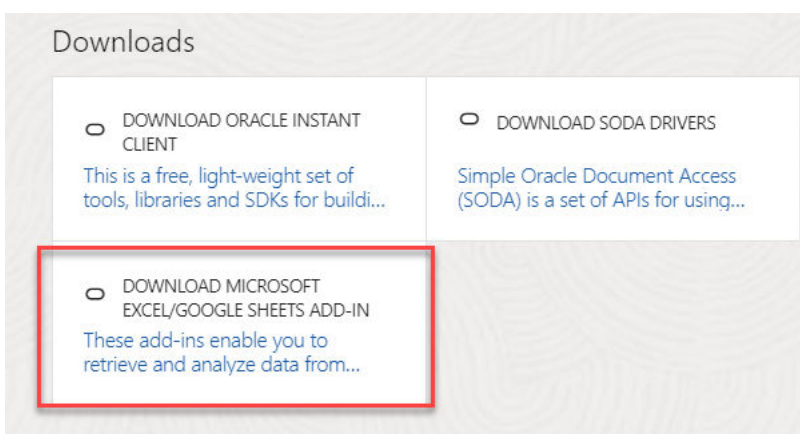 Downloads
DOWNLOAD ORACLE INSTANT
CLIENT
This is a free, light-weight set of
tools, libraries and SDKs for buildi...
DOWNLOAD SODA DRIVERS
Simple Oracle Document Access
(SODA) is a set of APIs for using...
DOWNLOAD MICROSOFT
EXCEL/GOOGLE SHEETS ADD-IN
These add-ins enable you to
retrieve and analyze data from...